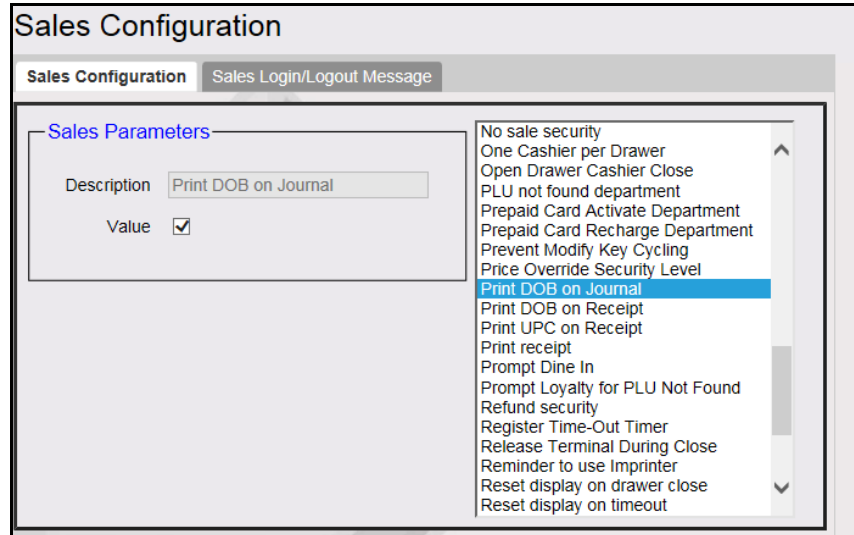 Sales Configuration
Sales Configuration
Sales Login/Logout Message
Sales Parameters
Description
Print DOB on Journal
Value
No sale security
One Cashier per Drawer
Open Drawer Cashier Close
PLU not found department
Prepaid Card Activate Department
Prepaid Card Recharge Department
Prevent Modify Key Cycling
Price Override Security Level
Print DOB on Journal
Print DOB on Receipt
Print UPC on Receipt
Print receipt
Prompt Dine In
Prompt Loyalty for PLU Not Found
Refund security
Register Time-Out Timer
Release Terminal During Close
Reminder to use Imprinter
Reset display on drawer close
Reset display on timeout